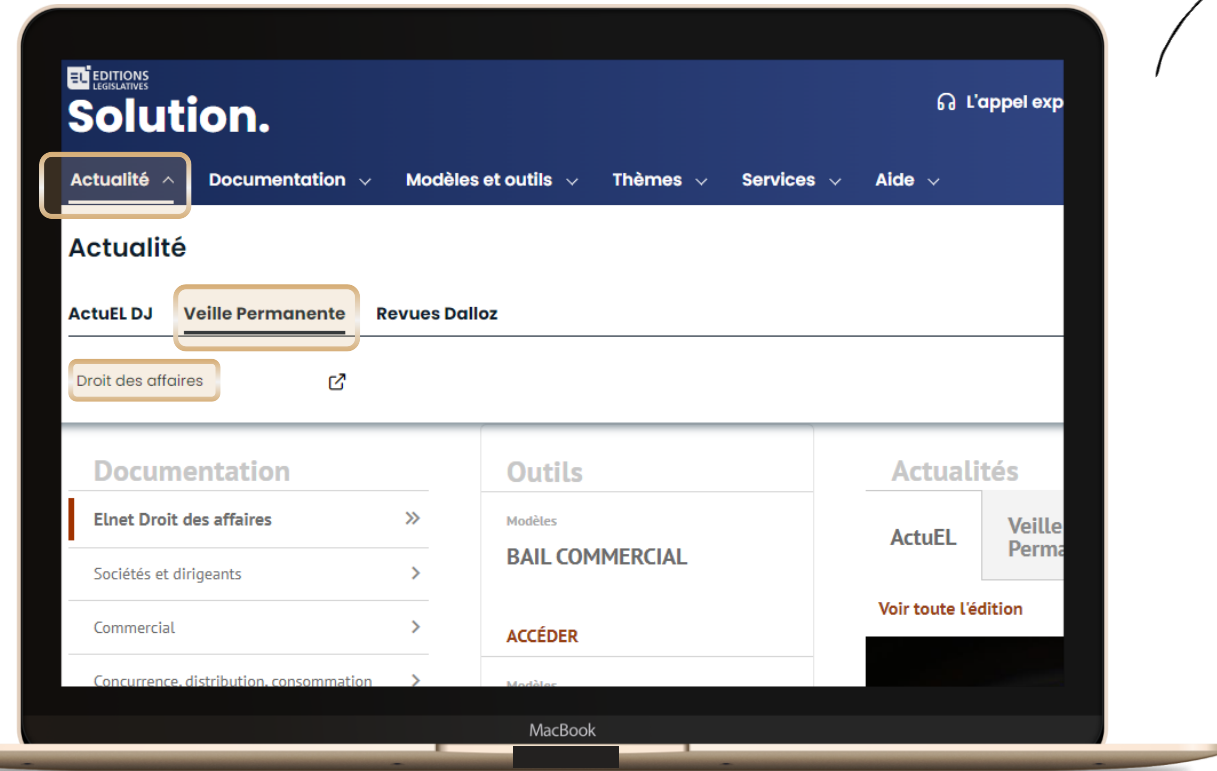 EL EDITIONS
LEGISLATIVES
Solution.
L'appel exp
Actualité Documentation Modèles et outils Thèmes Services Aide
Actualité
ActuEL DJ Veille Permanente Revues Dalloz
Droit des affaires
Documentation
Elnet Droit des affaires
Sociétés et dirigeants
Commercial
Concurrence, distribution, consommation
Outils
Modèles
BAIL COMMERCIAL
ACCÉDER
Modèles
Actualités
ActuEL
Veille
Perma
Voir toute l'édition
MacBook